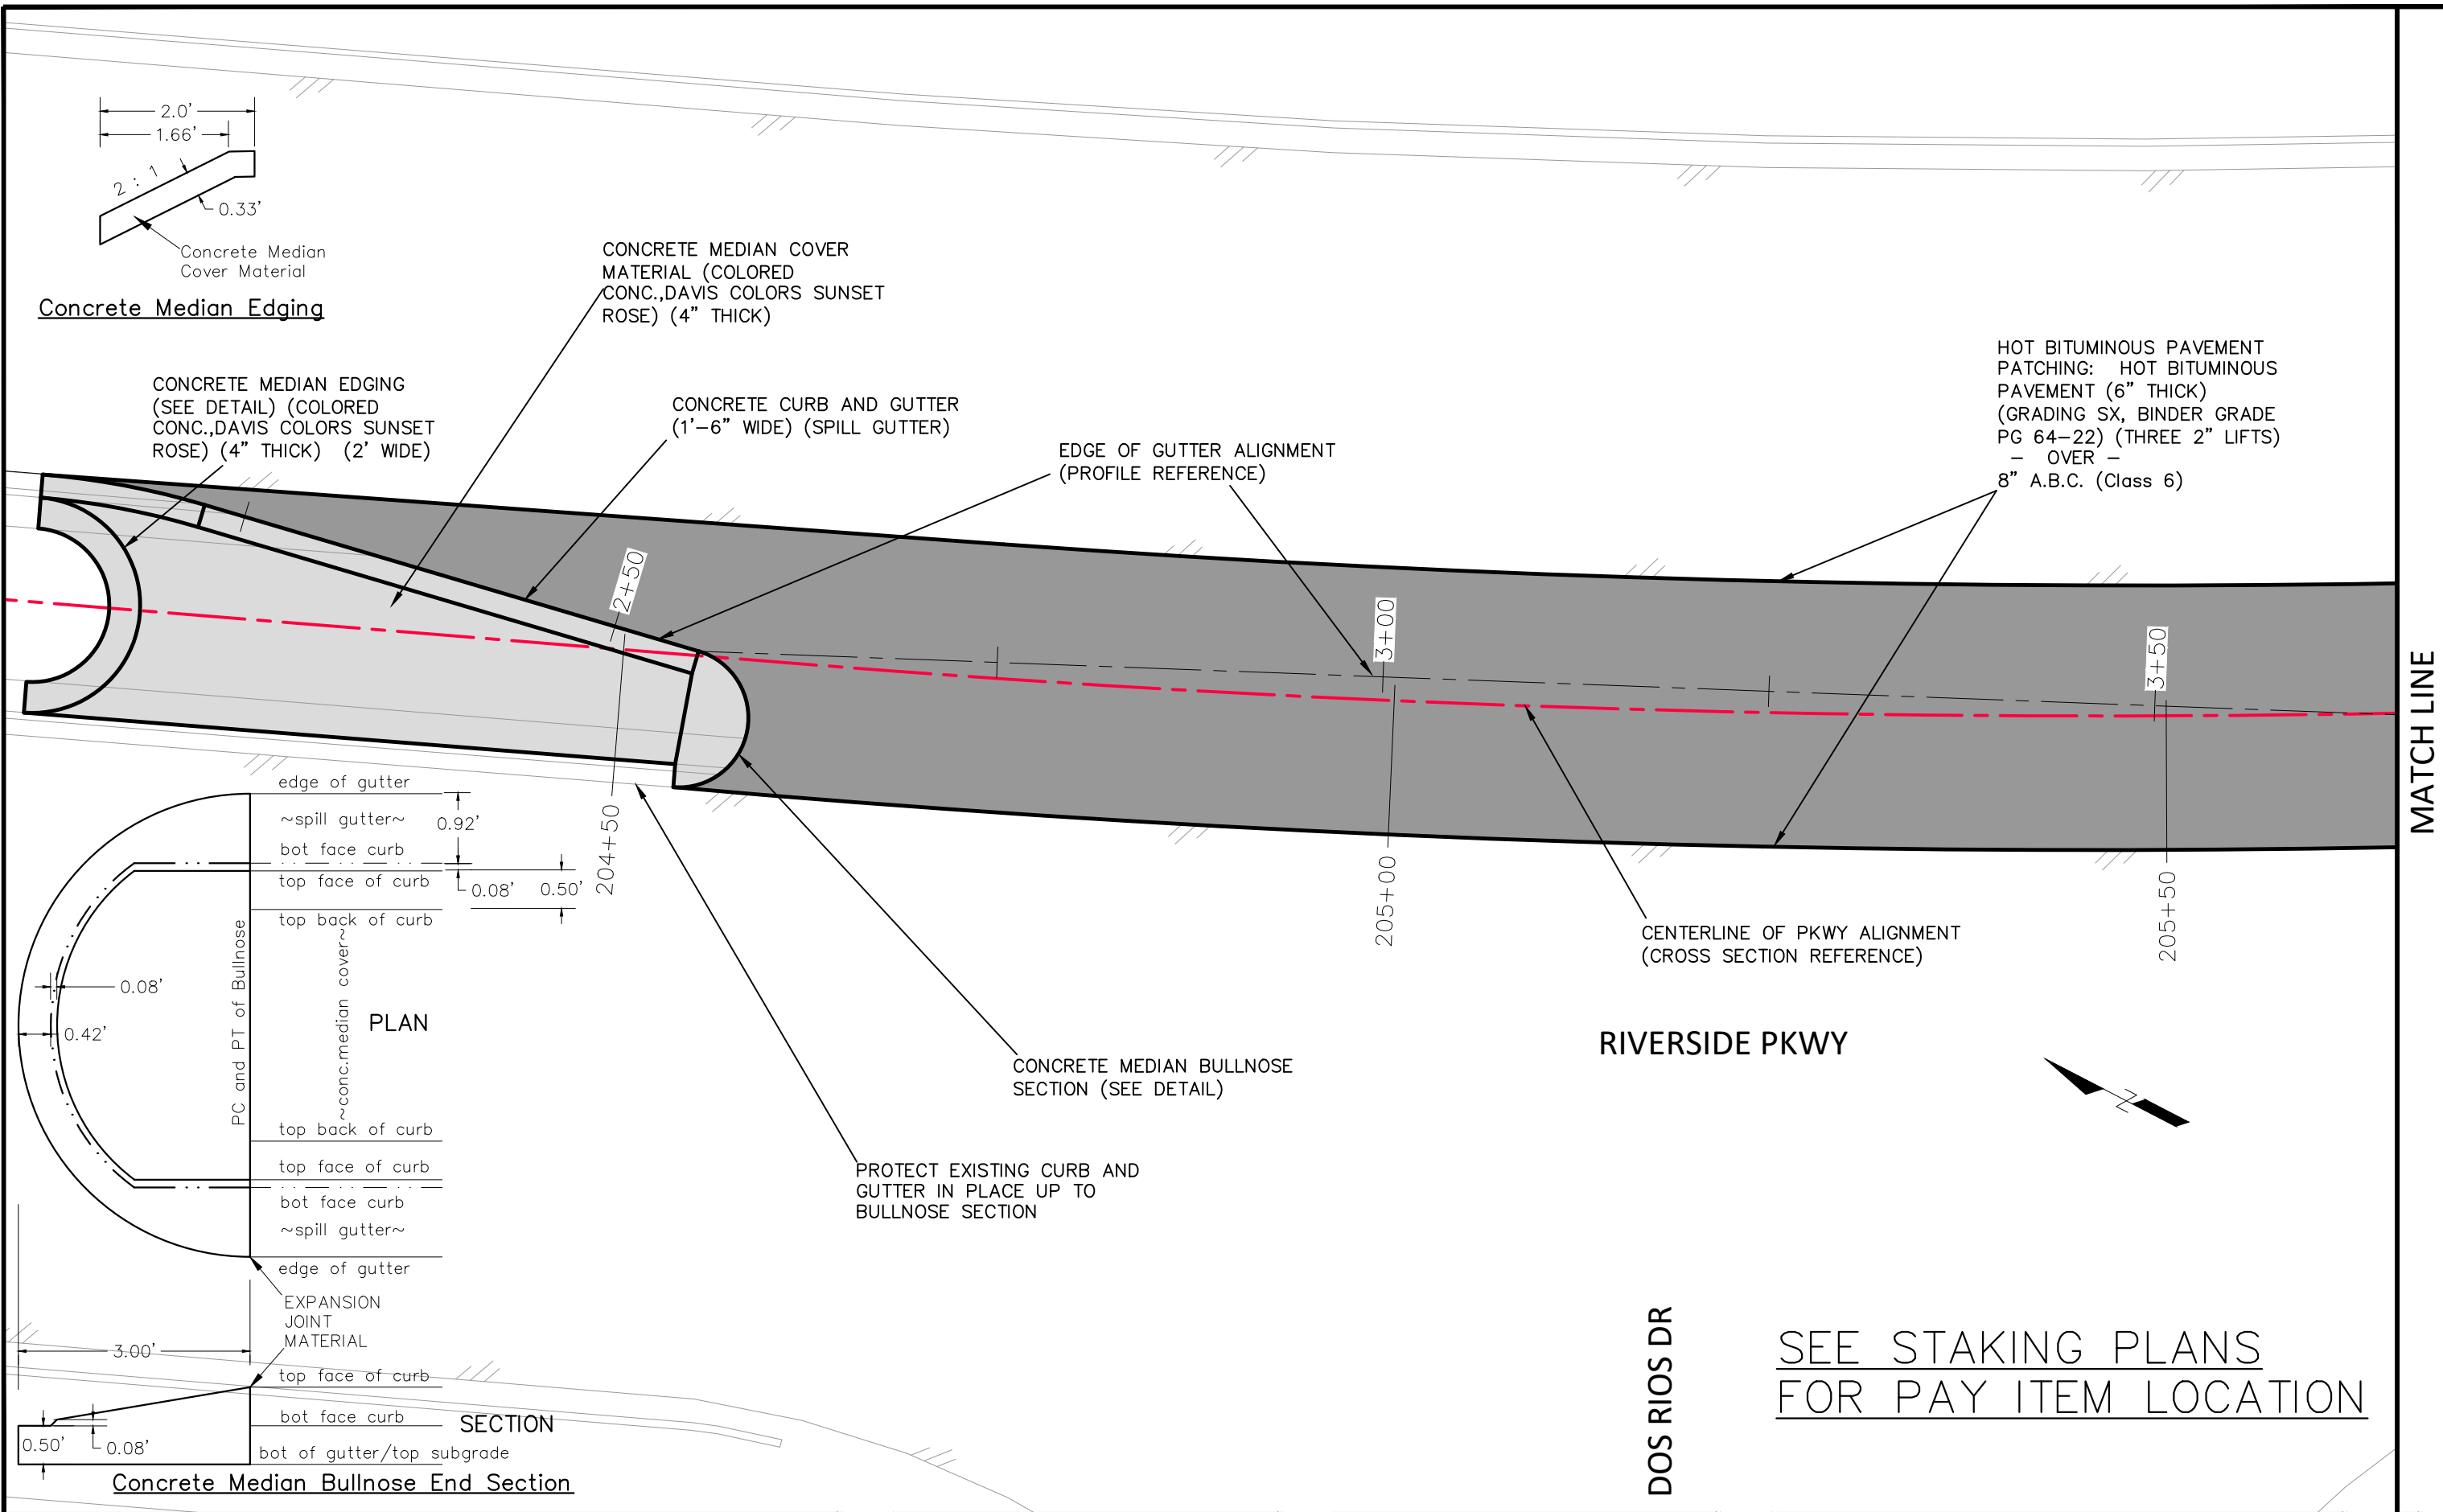 2.0'
1.66'
2 : 1
0.33'
Concrete Median
Cover Material
Concrete Median Edging
CONCRETE MEDIAN COVER
MATERIAL (COLORED
CONC.,DAVIS COLORS SUNSET
ROSE) (4" THICK)
CONCRETE MEDIAN EDGING
(SEE DETAIL) (COLORED
CONC.,DAVIS COLORS SUNSET
ROSE) (4" THICK) (2' WIDE)
CONCRETE CURB AND GUTTER
(1'-6" WIDE) (SPILL GUTTER)
EDGE OF GUTTER ALIGNMENT
(PROFILE REFERENCE)
HOT BITUMINOUS PAVEMENT
PATCHING: HOT BITUMINOUS
PAVEMENT (6" THICK)
(GRADING SX, BINDER GRADE
PG 64-22) (THREE 2" LIFTS)
- OVER -
8" A.B.C. (Class 6)
2+50
3+00
3+50
204+50
205+00
205+50
MATCH LINE
CENTERLINE OF PKWY ALIGNMENT
(CROSS SECTION REFERENCE)
RIVERSIDE PKWY
N
CONCRETE MEDIAN BULLNOSE
SECTION (SEE DETAIL)
PROTECT EXISTING CURB AND
GUTTER IN PLACE UP TO
BULLNOSE SECTION
edge of gutter
~spill gutter~
0.92'
bot face curb
top face of curb
0.08'
0.50'
top back of curb
PC and PT of Bullnose
~conc.median cover~
0.08'
0.42'
PLAN
top back of curb
top face of curb
bot face curb
~spill gutter~
edge of gutter
EXPANSION
JOINT
MATERIAL
3.00'
top face of curb
bot face curb
SECTION
0.50'
0.08'
bot of gutter/top subgrade
Concrete Median Bullnose End Section
DOS RIOS DR
SEE STAKING PLANS
FOR PAY ITEM LOCATION